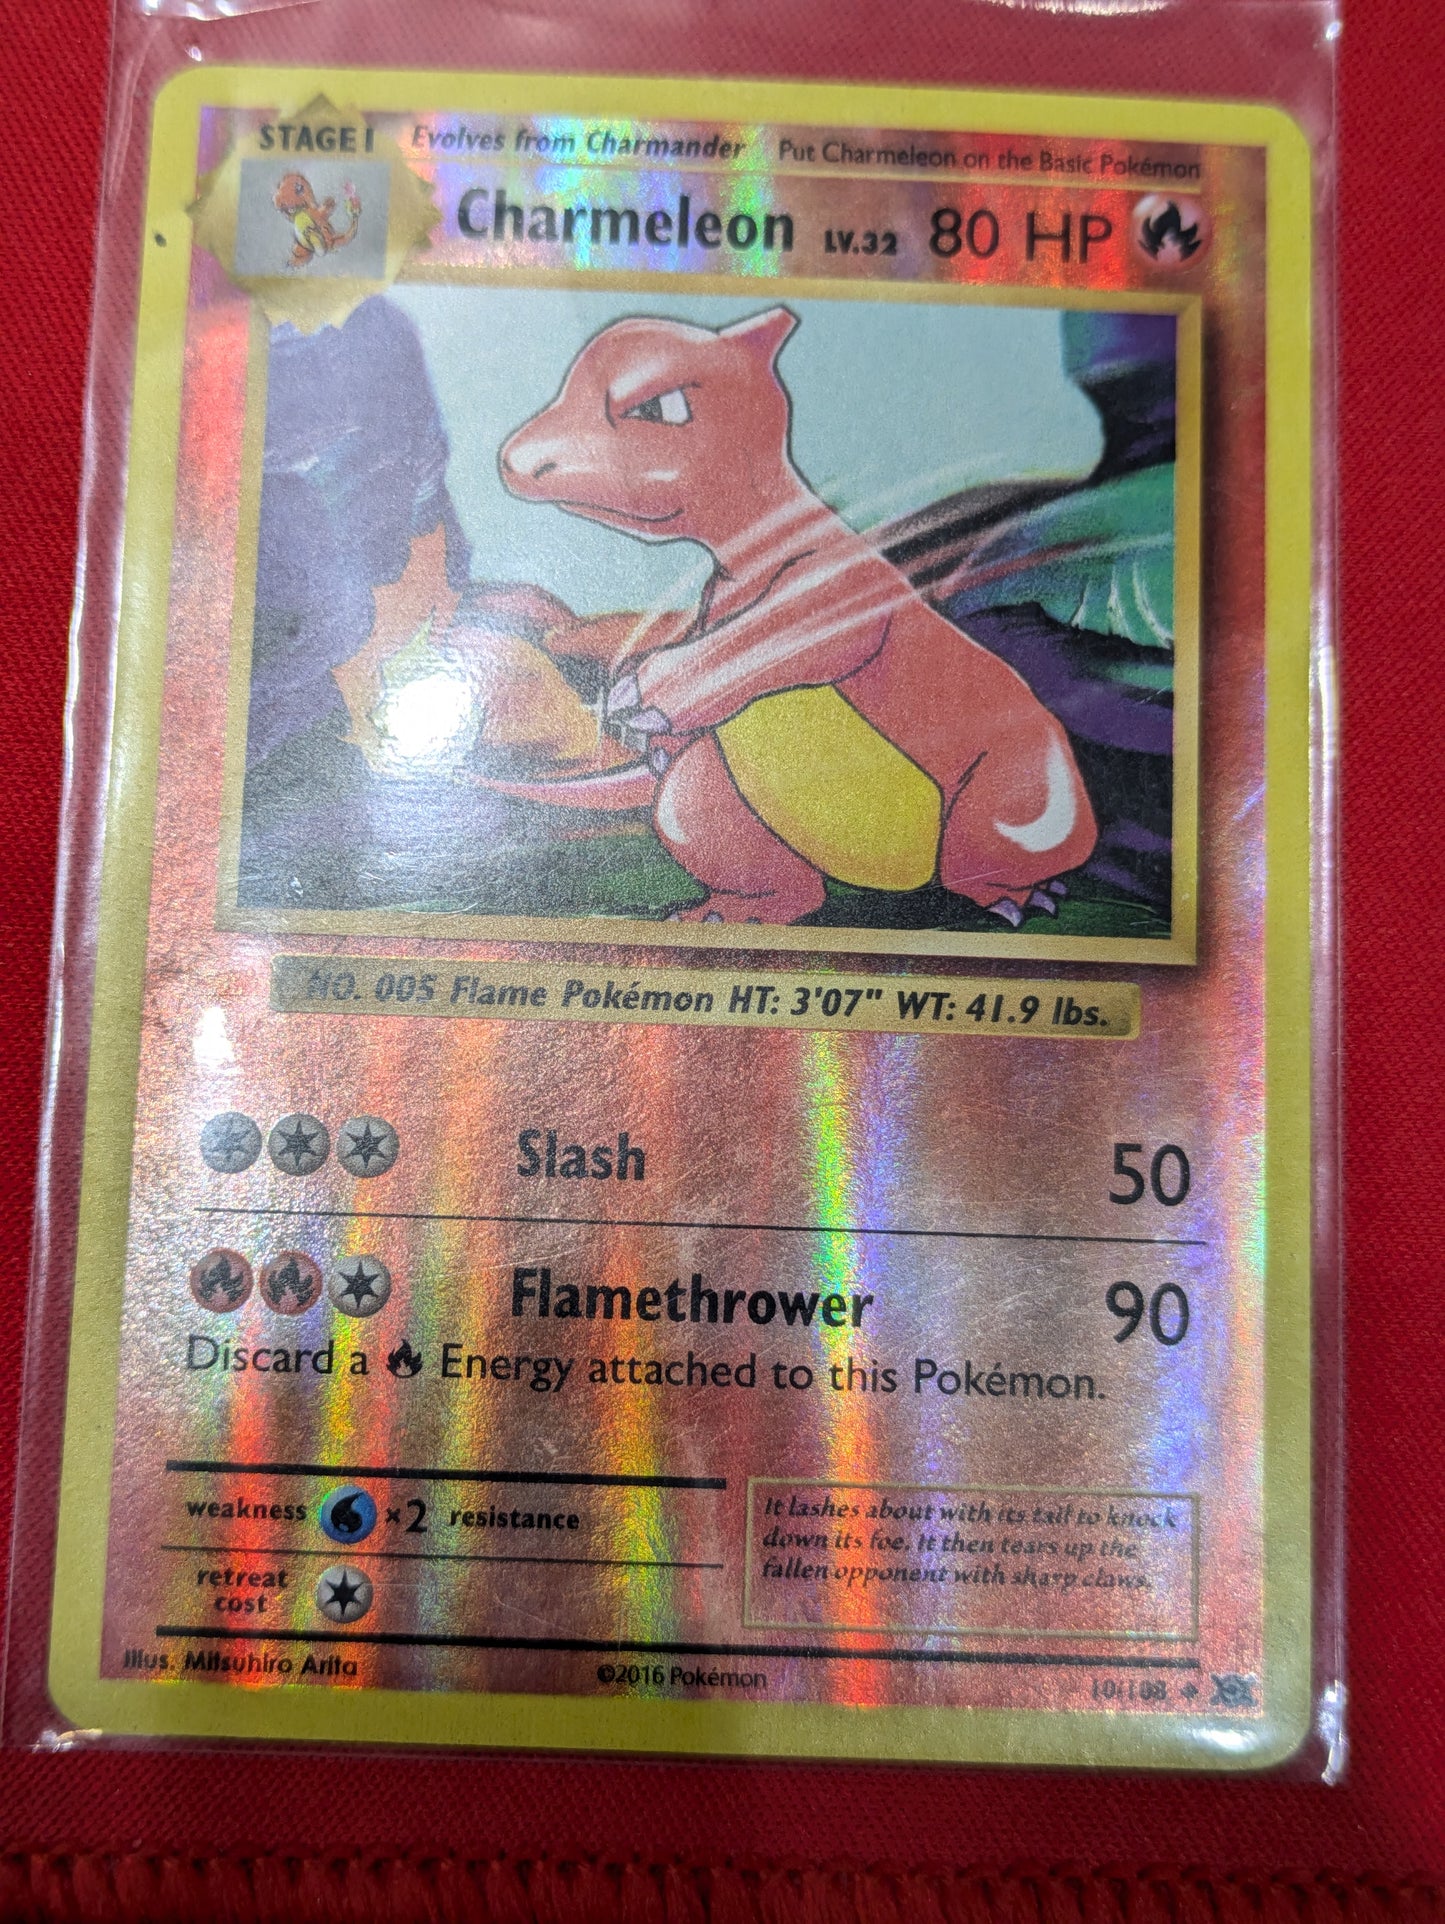 STAGE 1 Evolves from Charmander Put Charmeleon on the Basic Pokémon
Charmeleon LV.32 80 HP
NO. 005 Flame Pokémon HT: 3'07" WT: 41.9 lbs.
Slash 50
Flamethrower 90
Discard a Energy attached to this Pokémon.
weakness ×2 resistance
retreat
cost
It lashes about with its tail to knock
down its foe. It then tears up the
fallen opponent with sharp claws.
Illus. Mitsuhiro Arita ©2016 Pokémon 10/108